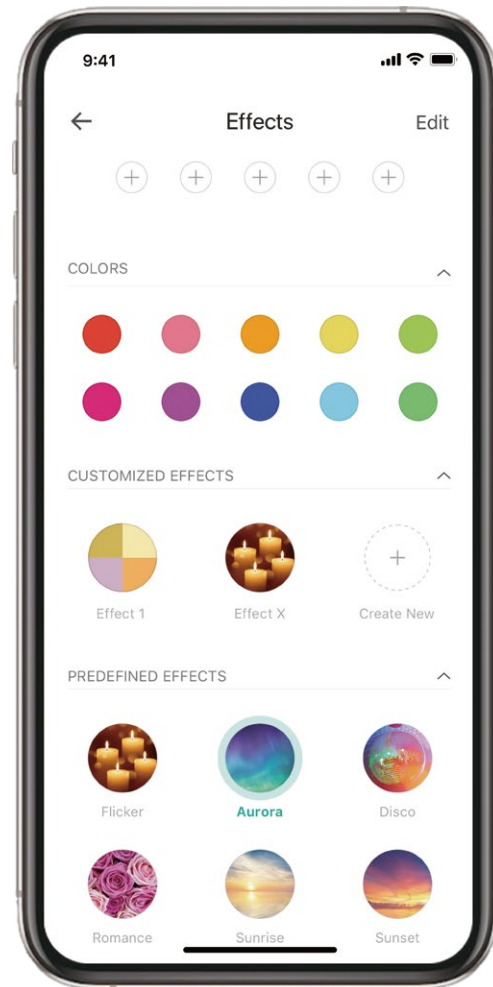 9:41
Effects Edit
COLORS
CUSTOMIZED EFFECTS
Effect 1 Effect X Create New
PREDEFINED EFFECTS
Flicker Aurora Disco
Romance Sunrise Sunset